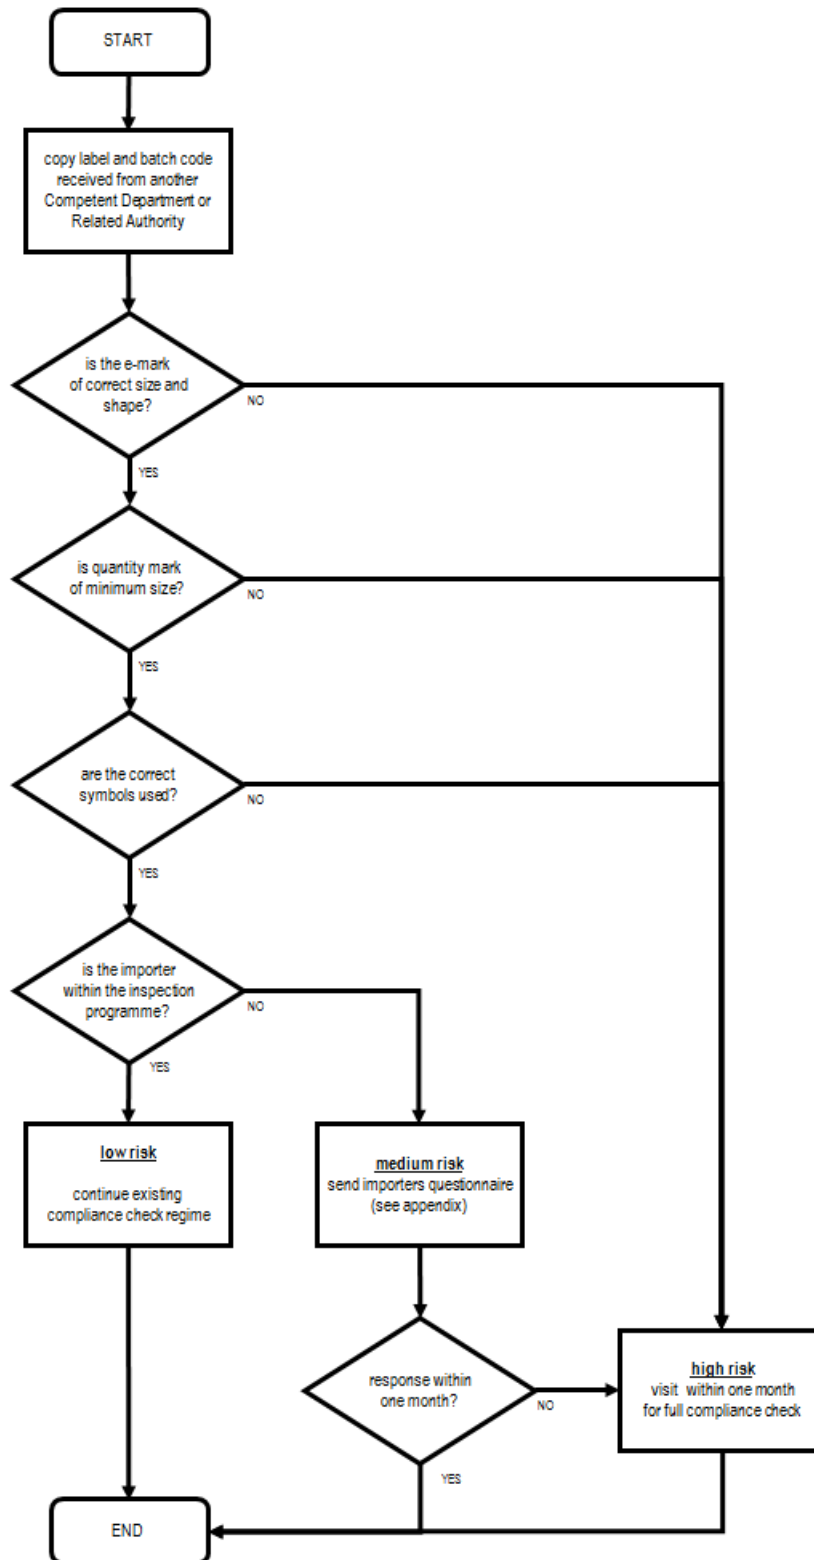 START
copy label and batch code
received from another
Competent Department or
Related Authority
is the e-mark
of correct size and
shape?
NO
YES
is quantity mark
of minimum size?
NO
YES
are the correct
symbols used?
NO
YES
is the importer
within the inspection
programme?
NO
YES
low risk
continue existing
compliance check regime
medium risk
send importers questionnaire
(see appendix)
response within
one month?
NO
YES
high risk
visit within one month
for full compliance check
END